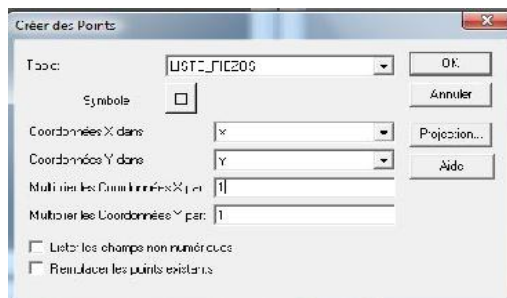 Créer des Points
Table: LISTE_PIEZOS OK
Symbole Annuler
Coordonnées X dans X Projection...
Coordonnées Y dans Y Aide
Multiplier les Coordonnées X par: 1
Multiplier les Coordonnées Y par: 1
Lister les champs non numériques
Remplacer les points existants